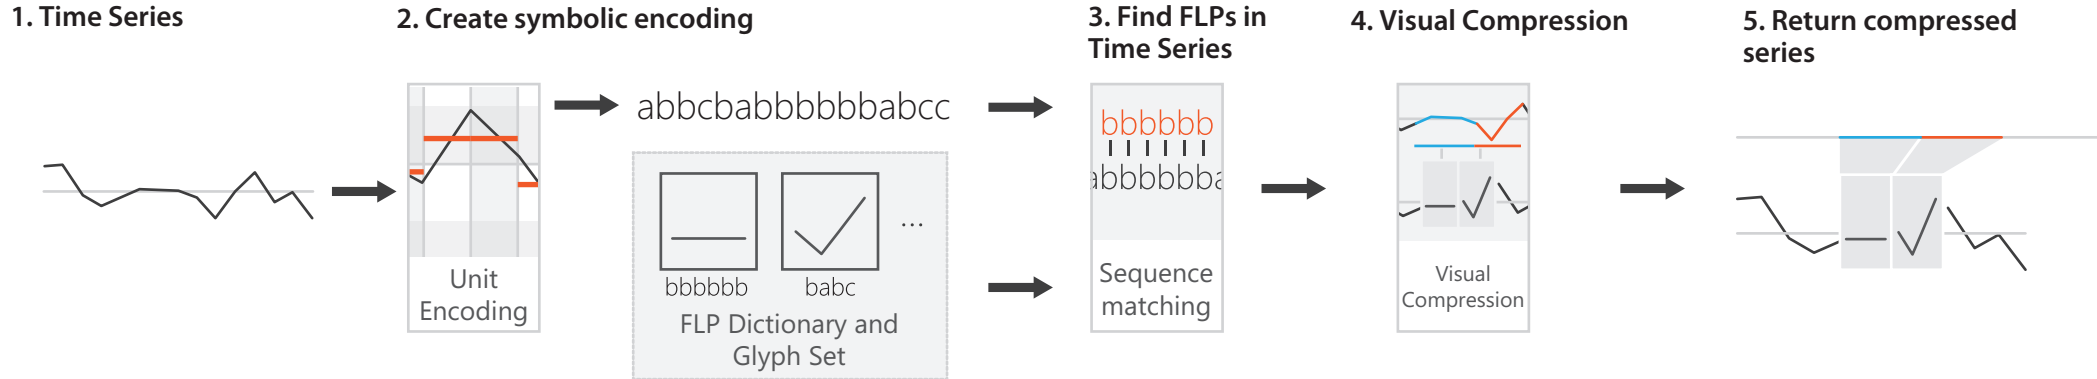 1. Time Series
2. Create symbolic encoding
3. Find FLPs in
Time Series
4. Visual Compression
5. Return compressed
series
Unit
Encoding
abbcbabbbbbbabcc
bbbbbb
babc
...
FLP Dictionary and
Glyph Set
bbbbbb
abbbbbba
Sequence
matching
Visual
Compression